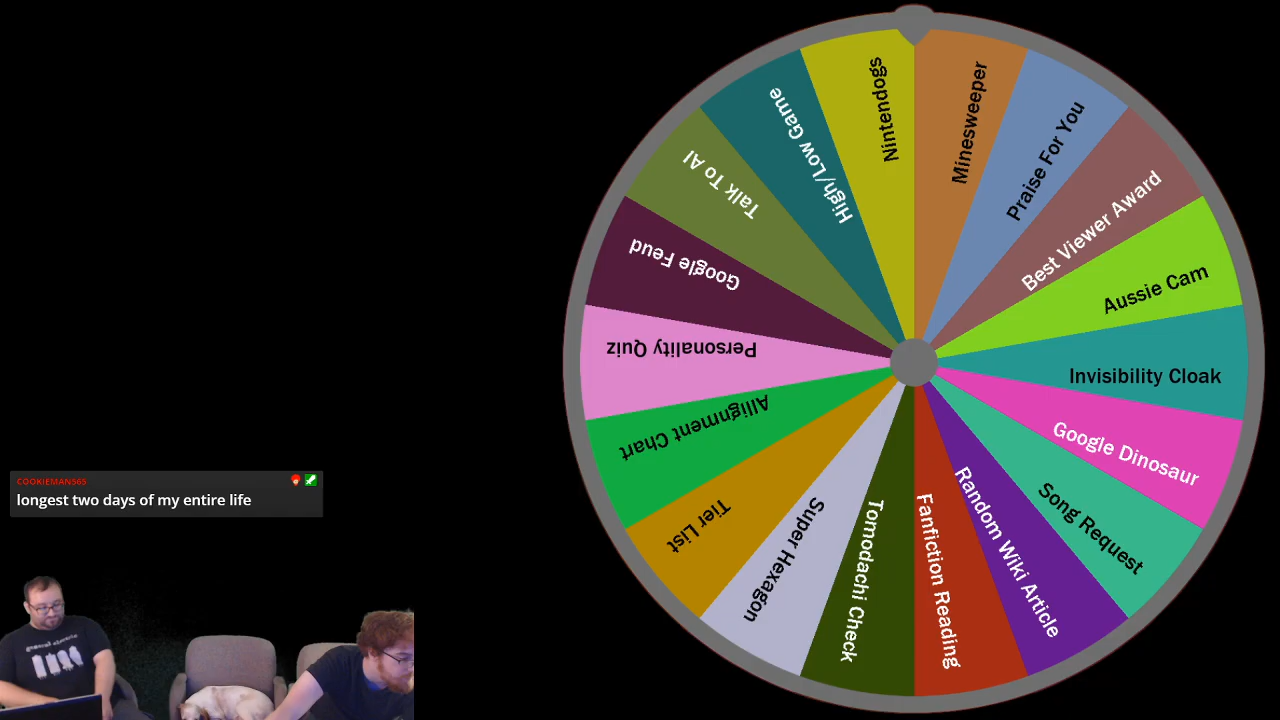 Nintendogs
Minesweeper
Praise For You
Best Viewer Award
Aussie Cam
Invisibility Cloak
Google Dinosaur
Song Request
Random Wiki Article
Fanfiction Reading
Tomodachi Check
Super Hexagon
Tier List
Allignment Chart
Personality Quiz
Google Feud
Talk To AI
High/Low Game
COOKIEMAN565
longest two days of my entire life